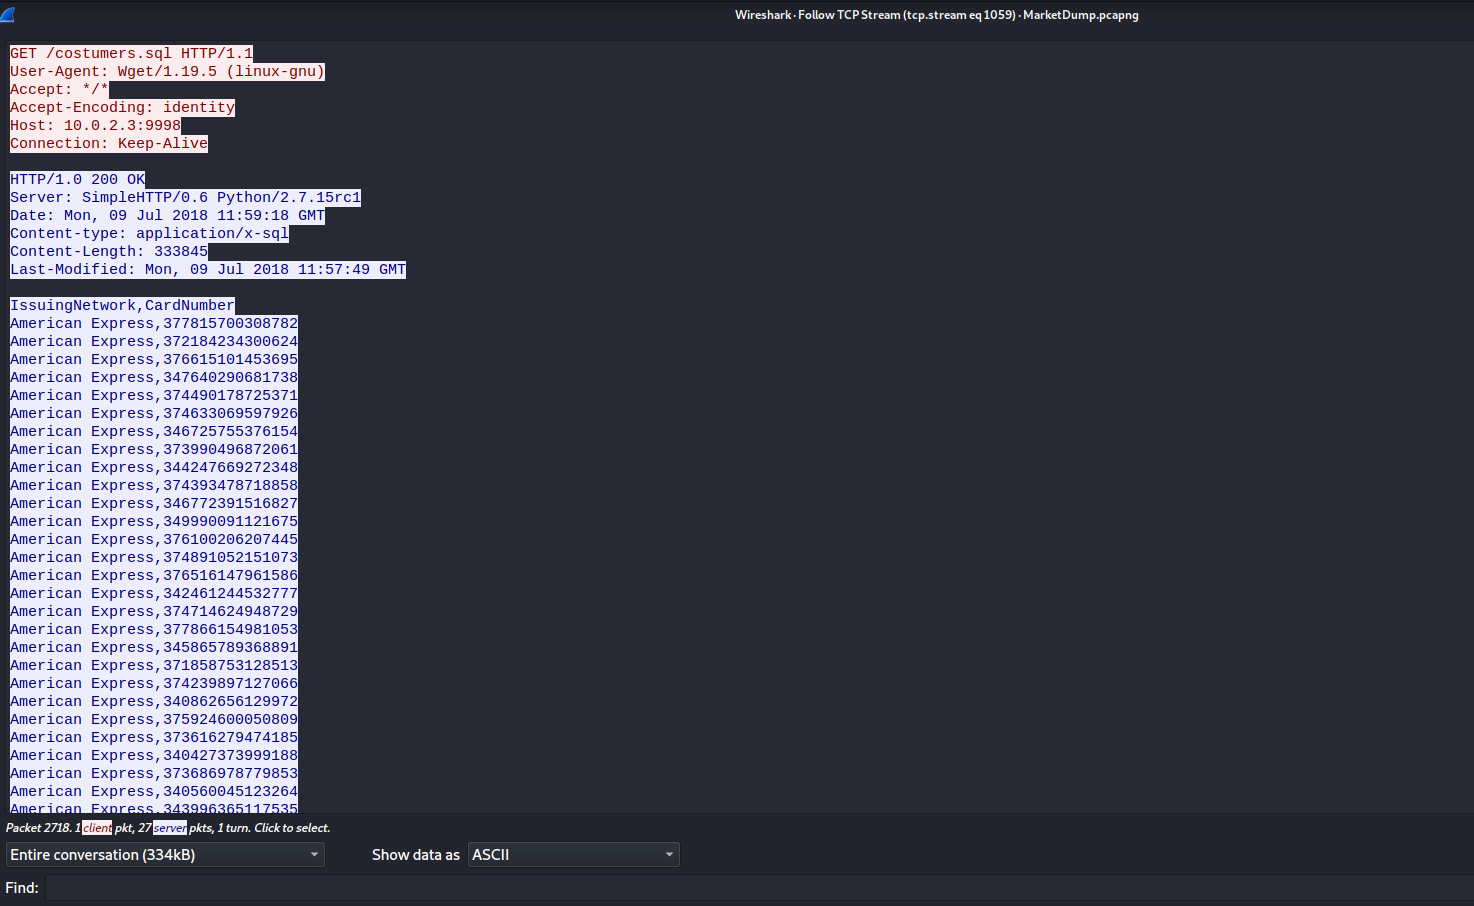 Wireshark · Follow TCP Stream (tcp.stream eq 1059) · MarketDump.pcapng
GET /costumers.sql HTTP/1.1
User-Agent: Wget/1.19.5 (linux-gnu)
Accept: */*
Accept-Encoding: identity
Host: 10.0.2.3:9998
Connection: Keep-Alive
HTTP/1.0 200 OK
Server: SimpleHTTP/0.6 Python/2.7.15rc1
Date: Mon, 09 Jul 2018 11:59:18 GMT
Content-type: application/x-sql
Content-Length: 333845
Last-Modified: Mon, 09 Jul 2018 11:57:49 GMT
IssuingNetwork,CardNumber
American Express,377815700308782
American Express,372184234300624
American Express,376615101453695
American Express,347640290681738
American Express,374490178725371
American Express,374633069597926
American Express,346725755376154
American Express,373990496872061
American Express,344247669272348
American Express,374393478718858
American Express,346772391516827
American Express,349990091121675
American Express,376100206207445
American Express,374891052151073
American Express,376516147961586
American Express,342461244532777
American Express,374714624948729
American Express,377866154981053
American Express,345865789368891
American Express,371858753128513
American Express,374239897127066
American Express,340862656129972
American Express,375924600050809
American Express,373616279474185
American Express,340427373999188
American Express,373686978779853
American Express,340560045123264
American Express,343996365117535
Packet 2718. 1 client pkt, 27 server pkts, 1 turn. Click to select.
Entire conversation (334kB) Show data as ASCII
Find: